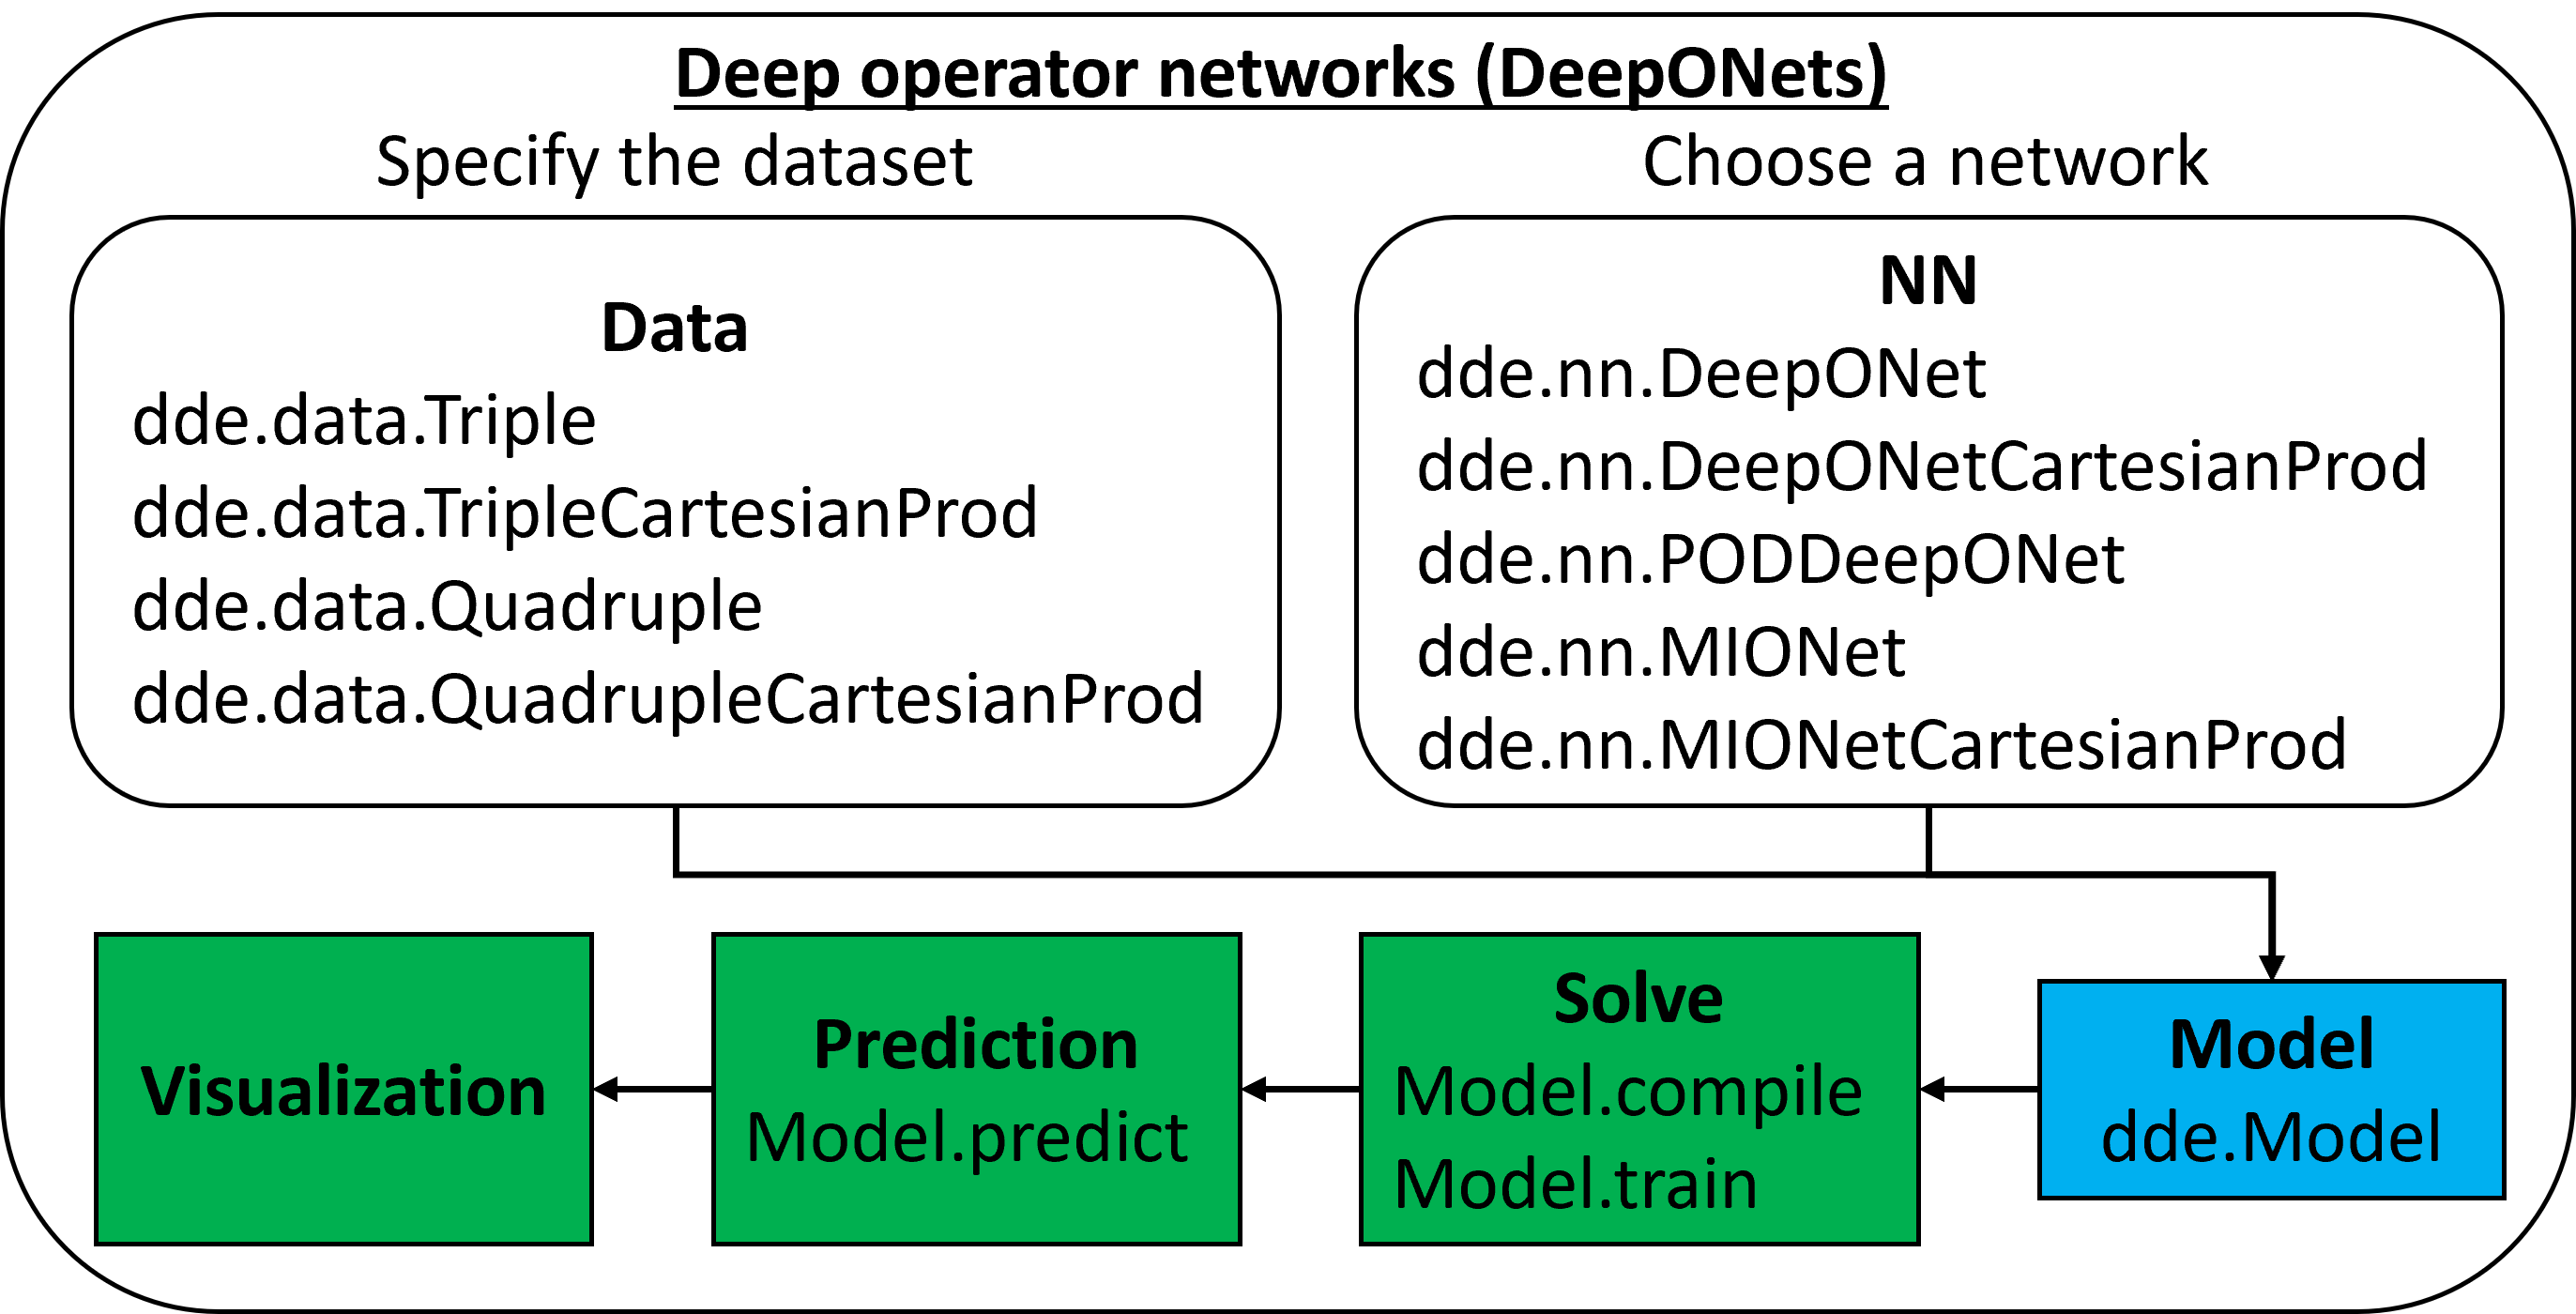 Deep operator networks (DeepONets)
Specify the dataset
Data
dde.data.Triple
dde.data.TripleCartesianProd
dde.data.Quadruple
dde.data.QuadrupleCartesianProd
Choose a network
NN
dde.nn.DeepONet
dde.nn.DeepONetCartesianProd
dde.nn.PODDeepONet
dde.nn.MIONet
dde.nn.MIONetCartesianProd
Model
dde.Model
Solve
Model.compile
Model.train
Prediction
Model.predict
Visualization